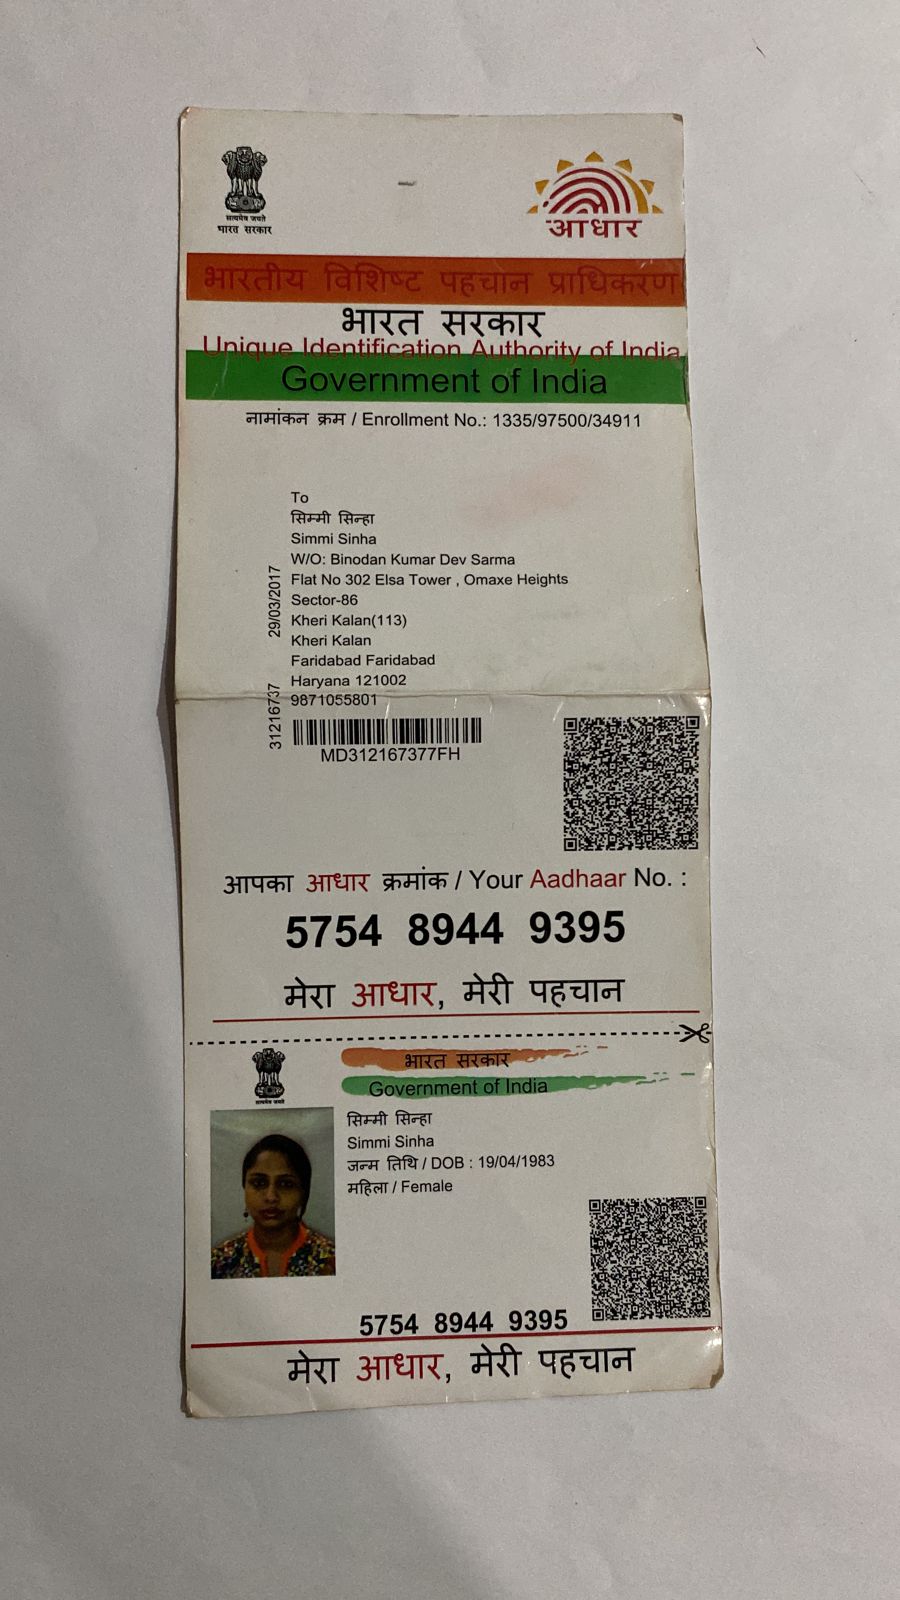 सत्यमेव जयते
भारत सरकार
आधार
भारतीय विशिष्ट पहचान प्राधिकरण
भारत सरकार
Unique Identification Authority of India
Government of India
नामांकन क्रम / Enrollment No.: 1335/97500/34911
To
सिम्मी सिन्हा
Simmi Sinha
W/O: Binodan Kumar Dev Sarma
Flat No 302 Elsa Tower , Omaxe Heights
Sector-86
Kheri Kalan(113)
Kheri Kalan
Faridabad Faridabad
Haryana 121002
9871055801
29/03/2017
MD312167377FH
आपका आधार क्रमांक / Your Aadhaar No. :
5754 8944 9395
मेरा आधार, मेरी पहचान
भारत सरकार
Government of India
सिम्मी सिन्हा
Simmi Sinha
जन्म तिथि / DOB : 19/04/1983
महिला / Female
5754 8944 9395
मेरा आधार, मेरी पहचान